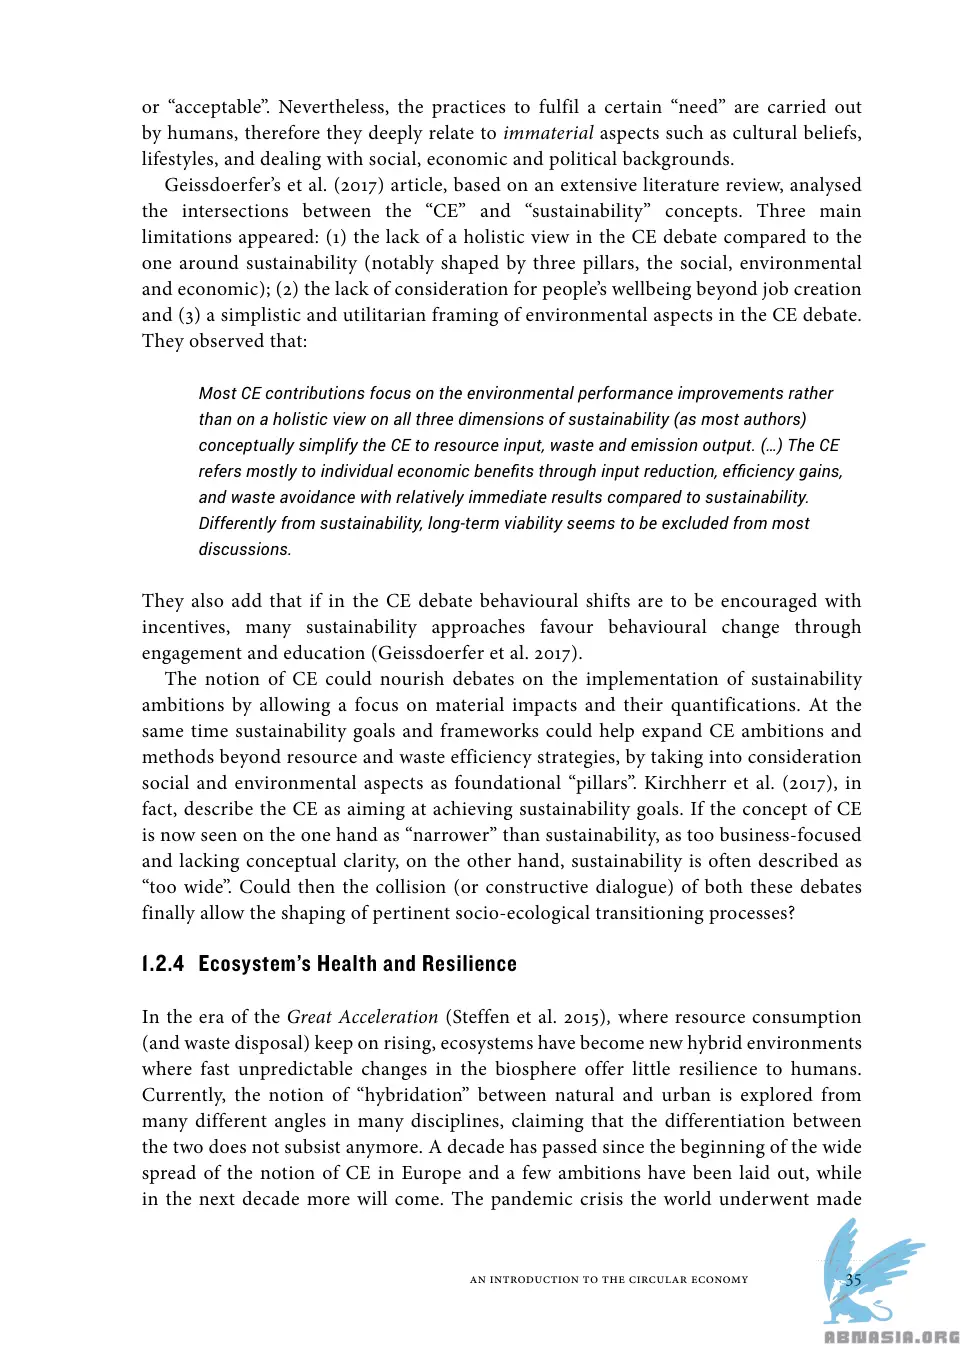 or “acceptable”. Nevertheless, the practices to fulfil a certain “need” are carried out
by humans, therefore they deeply relate to immaterial aspects such as cultural beliefs,
lifestyles, and dealing with social, economic and political backgrounds.
Geissdoerfer’s et al. (2017) article, based on an extensive literature review, analysed
the intersections between the “CE” and “sustainability” concepts. Three main
limitations appeared: (1) the lack of a holistic view in the CE debate compared to the
one around sustainability (notably shaped by three pillars, the social, environmental
and economic); (2) the lack of consideration for people’s wellbeing beyond job creation
and (3) a simplistic and utilitarian framing of environmental aspects in the CE debate.
They observed that:
Most CE contributions focus on the environmental performance improvements rather
than on a holistic view on all three dimensions of sustainability (as most authors)
conceptually simplify the CE to resource input, waste and emission output. (…) The CE
refers mostly to individual economic benefits through input reduction, efficiency gains,
and waste avoidance with relatively immediate results compared to sustainability.
Differently from sustainability, long-term viability seems to be excluded from most
discussions.
They also add that if in the CE debate behavioural shifts are to be encouraged with
incentives, many sustainability approaches favour behavioural change through
engagement and education (Geissdoerfer et al. 2017).
The notion of CE could nourish debates on the implementation of sustainability
ambitions by allowing a focus on material impacts and their quantifications. At the
same time sustainability goals and frameworks could help expand CE ambitions and
methods beyond resource and waste efficiency strategies, by taking into consideration
social and environmental aspects as foundational “pillars”. Kirchherr et al. (2017), in
fact, describe the CE as aiming at achieving sustainability goals. If the concept of CE
is now seen on the one hand as “narrower” than sustainability, as too business-focused
and lacking conceptual clarity, on the other hand, sustainability is often described as
“too wide”. Could then the collision (or constructive dialogue) of both these debates
finally allow the shaping of pertinent socio-ecological transitioning processes?
1.2.4 Ecosystem’s Health and Resilience
In the era of the Great Acceleration (Steffen et al. 2015), where resource consumption
(and waste disposal) keep on rising, ecosystems have become new hybrid environments
where fast unpredictable changes in the biosphere offer little resilience to humans.
Currently, the notion of “hybridation” between natural and urban is explored from
many different angles in many disciplines, claiming that the differentiation between
the two does not subsist anymore. A decade has passed since the beginning of the wide
spread of the notion of CE in Europe and a few ambitions have been laid out, while
in the next decade more will come. The pandemic crisis the world underwent made
AN INTRODUCTION TO THE CIRCULAR ECONOMY 35
ABNASIA.ORG